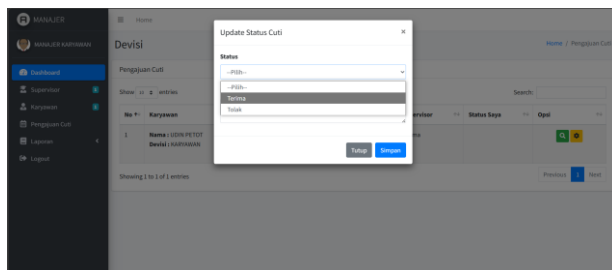 MANAJER
Home
MANAJER KARYAWAN
Dashboard
Supervisor
Karyawan
Pengajuan Cuti
Laporan
Logout
Devisi
Home / Pengajuan Cuti
Pengajuan Cuti
Show 10 entries
Search:
No Karyawan
Status Saya
Opsi
1 Nama : UDIN PETOT
Devisi : KARYAWAN
Showing 1 to 1 of 1 entries
Previous 1 Next
Update Status Cuti
×
Status
--Pilih--
--Pilih--
Terima
Tolak
Tutup Simpan